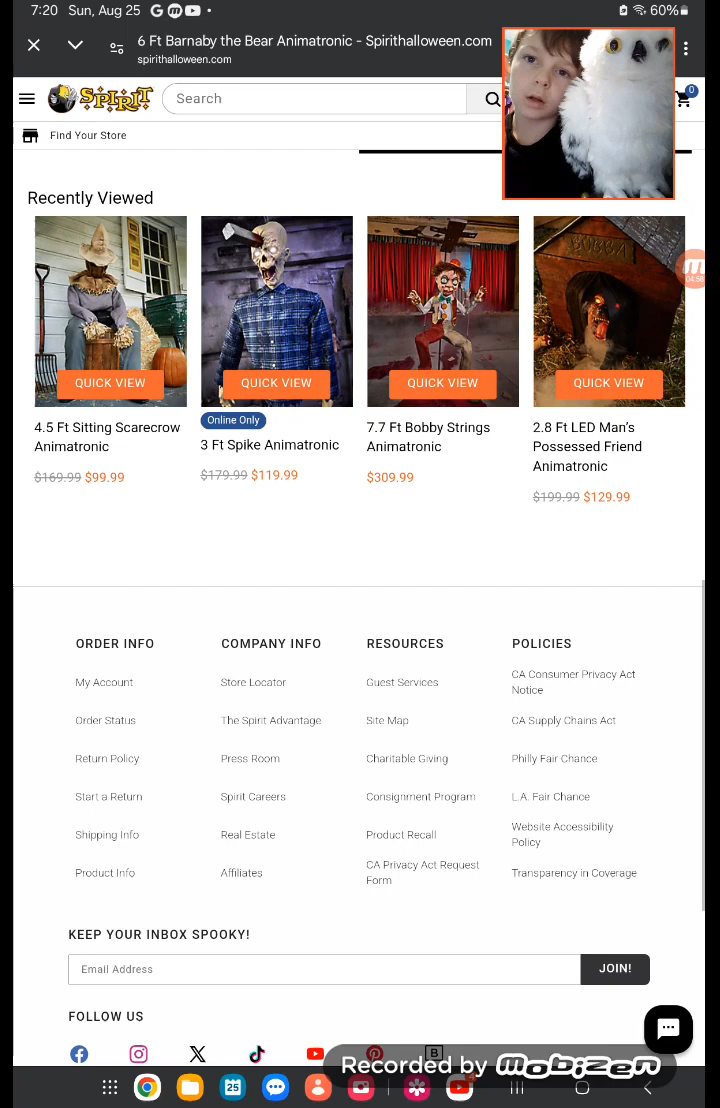 7:20 Sun, Aug 25 G 60%
6 Ft Barnaby the Bear Animatronic - Spirithalloween.com
spirithalloween.com
SPIRIT Search 0
Find Your Store
Recently Viewed
BUBBA
04:58
QUICK VIEW QUICK VIEW QUICK VIEW QUICK VIEW
4.5 Ft Sitting Scarecrow
Animatronic
$169.99 $99.99
Online Only
3 Ft Spike Animatronic
$179.99 $119.99
7.7 Ft Bobby Strings
Animatronic
$309.99
2.8 Ft LED Man’s
Possessed Friend
Animatronic
$199.99 $129.99
ORDER INFO
My Account
Order Status
Return Policy
Start a Return
Shipping Info
Product Info
COMPANY INFO
Store Locator
The Spirit Advantage
Press Room
Spirit Careers
Real Estate
Affiliates
RESOURCES
Guest Services
Site Map
Charitable Giving
Consignment Program
Product Recall
CA Privacy Act Request
Form
POLICIES
CA Consumer Privacy Act
Notice
CA Supply Chains Act
Philly Fair Chance
L.A. Fair Chance
Website Accessibility
Policy
Transparency in Coverage
KEEP YOUR INBOX SPOOKY!
Email Address JOIN!
FOLLOW US
B
Recorded by mobizen
25